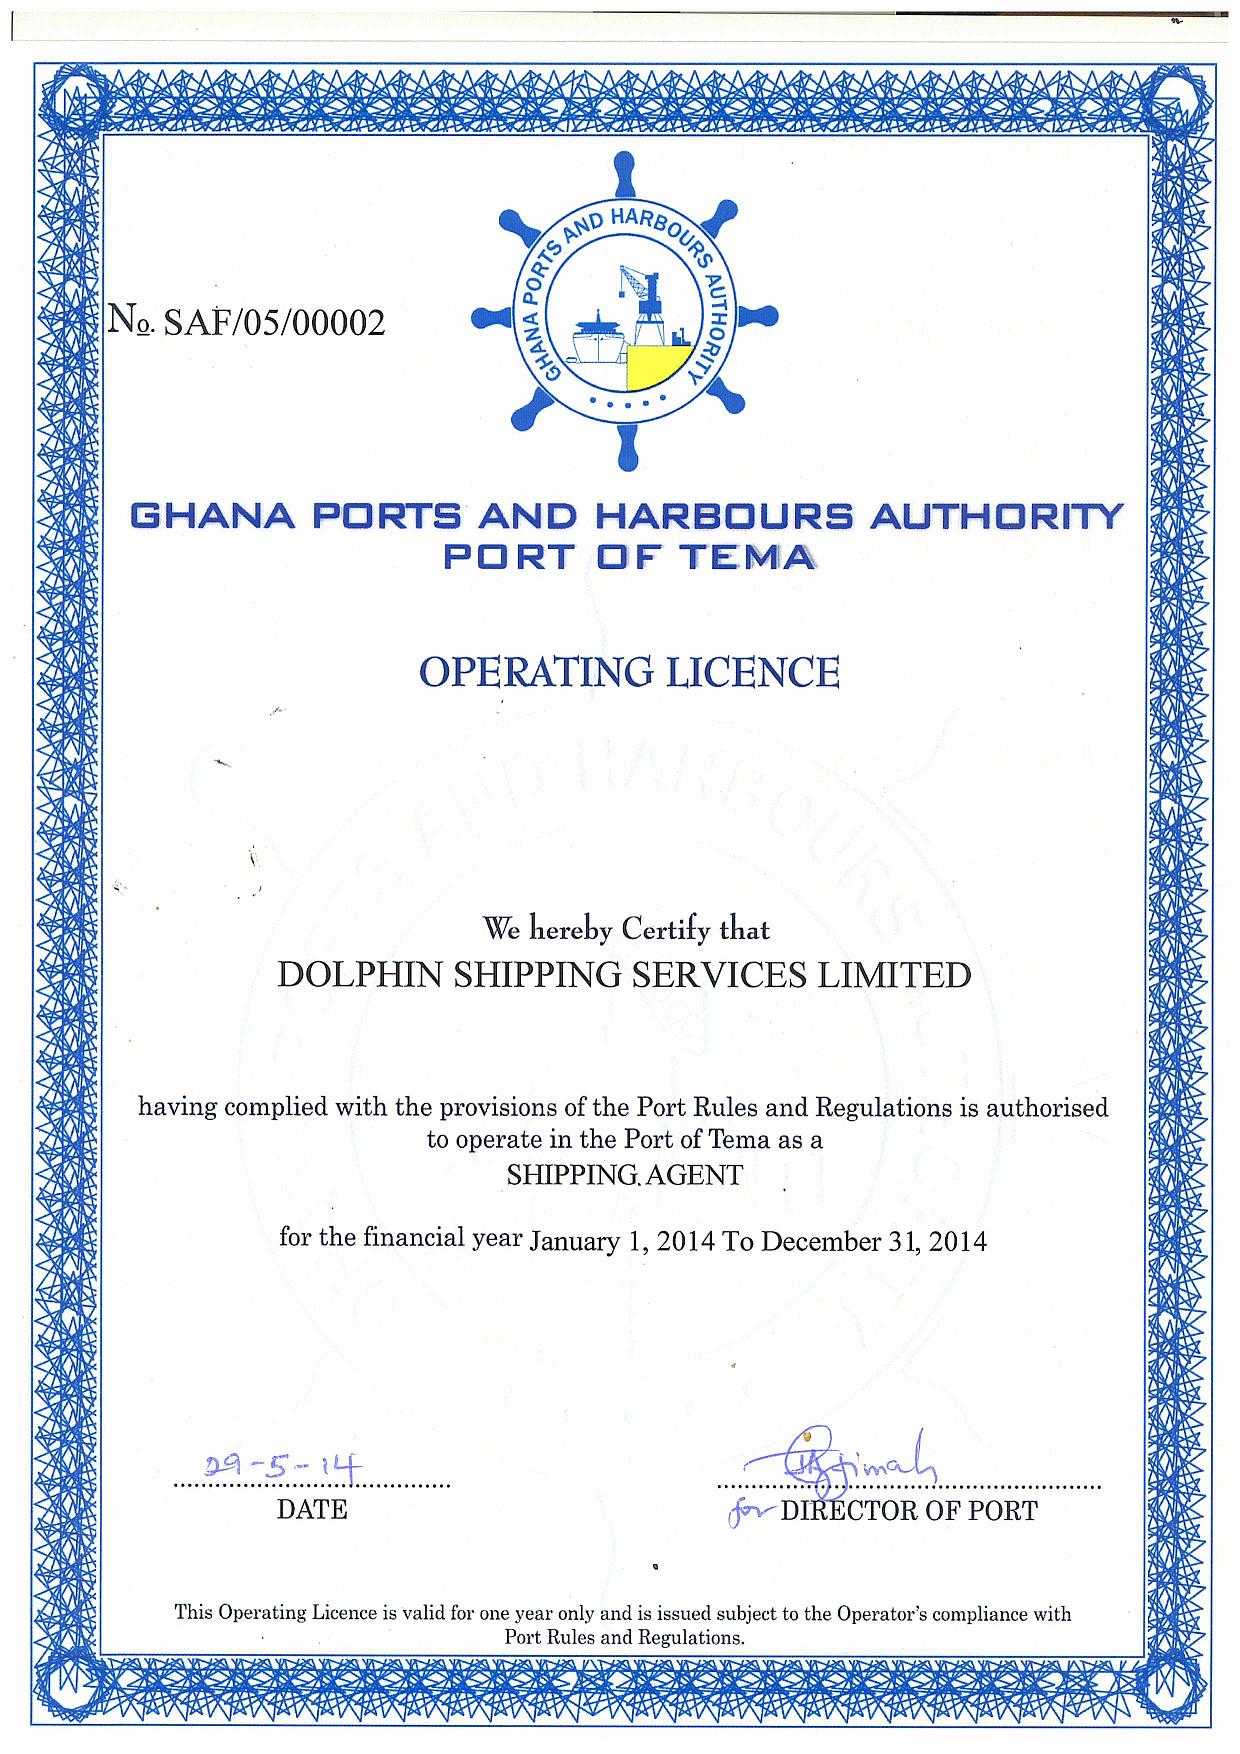 GHANA PORTS AND HARBOURS AUTHORITY
No. SAF/05/00002
GHANA PORTS AND HARBOURS AUTHORITY
PORT OF TEMA
OPERATING LICENCE
We hereby Certify that
DOLPHIN SHIPPING SERVICES LIMITED
having complied with the provisions of the Port Rules and Regulations is authorised
to operate in the Port of Tema as a
SHIPPING AGENT
for the financial year January 1, 2014 To December 31, 2014
29-5-14
DATE
for DIRECTOR OF PORT
This Operating Licence is valid for one year only and is issued subject to the Operator's compliance with
Port Rules and Regulations.